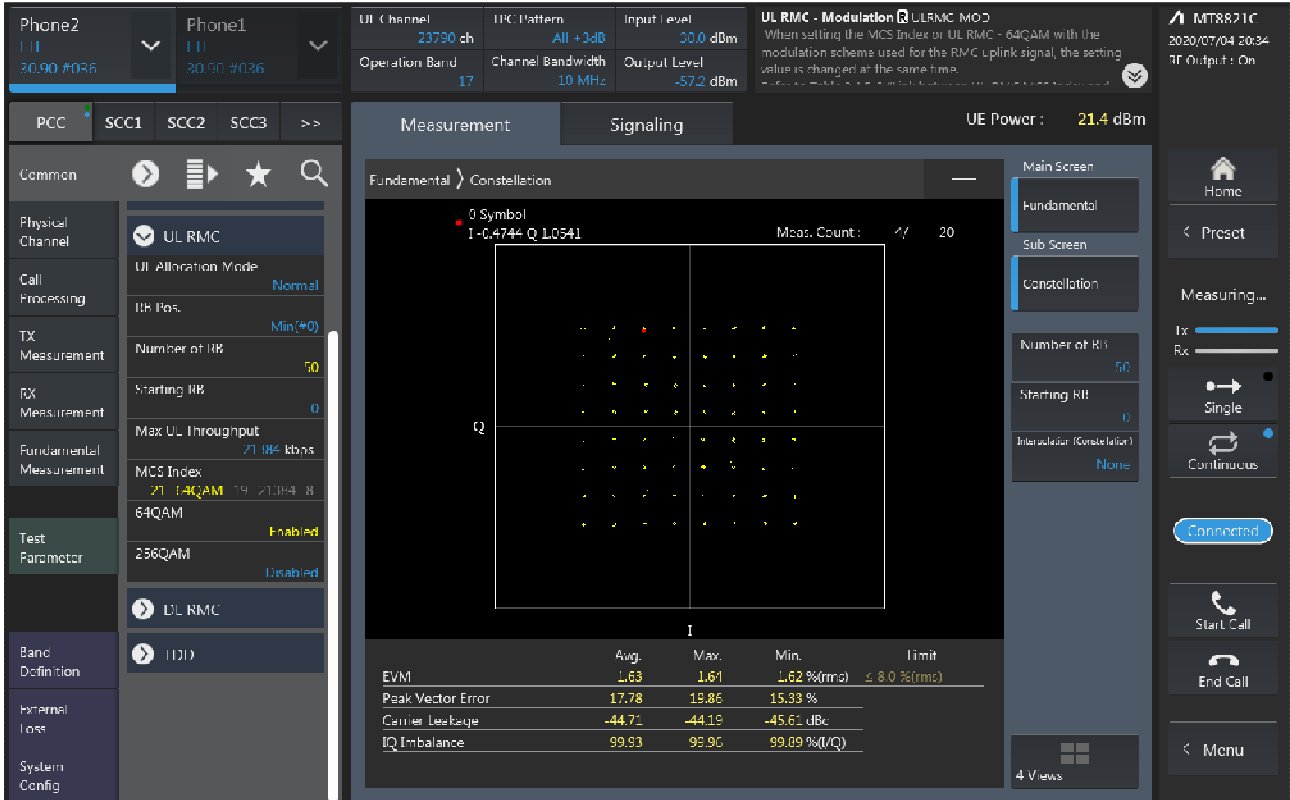 Phone2
30.90 #036
Phone1
30.90 #036
UL Channel
23790 ch
TPC Pattern
All +3dB
Input Level
30.0 dBm
Operation Band
17
Channel Bandwidth
10 MHz
Output Level
-57.2 dBm
UL RMC - Modulation R ULRMC_MOD
When setting the MCS Index or UL RMC - 64QAM with the
modulation scheme used for the RMC uplink signal, the setting
value is changed at the same time.
MT8821C
2020/07/04 20:34
RF Output : On
PCC
SCC1
SCC2
SCC3
>>
Measurement
Signaling
UE Power :
21.4 dBm
Common
Physical
Channel
Call
Processing
TX
Measurement
RX
Measurement
Fundamental
Measurement
Test
Parameter
Band
Definition
External
Loss
System
Config
UL RMC
UL Allocation Mode
Normal
RB Pos.
Min(#0)
Number of RB
50
Starting RB
0
Max UL Throughput
21384 kbps
MCS Index
21 64QAM 19 21384 8
64QAM
Enabled
256QAM
Disabled
DL RMC
TDD
Fundamental > Constellation
0 Symbol
I -0.4744 Q 1.0541
Meas. Count :
4/
20
Q
I
Avg.
Max.
Min.
Limit
EVM
1.63
1.64
1.62 %(rms)
≤ 8.0 %(rms)
Peak Vector Error
17.78
19.86
15.33 %
Carrier Leakage
-44.71
-44.19
-45.61 dBc
IQ Imbalance
99.93
99.96
99.89 %(I/Q)
Main Screen
Fundamental
Sub Screen
Constellation
Number of RB
50
Starting RB
0
Interpolation (Constellation)
None
4 Views
Home
< Preset
Measuring...
Tx
Rx
Single
Continuous
Connected
Start Call
End Call
< Menu